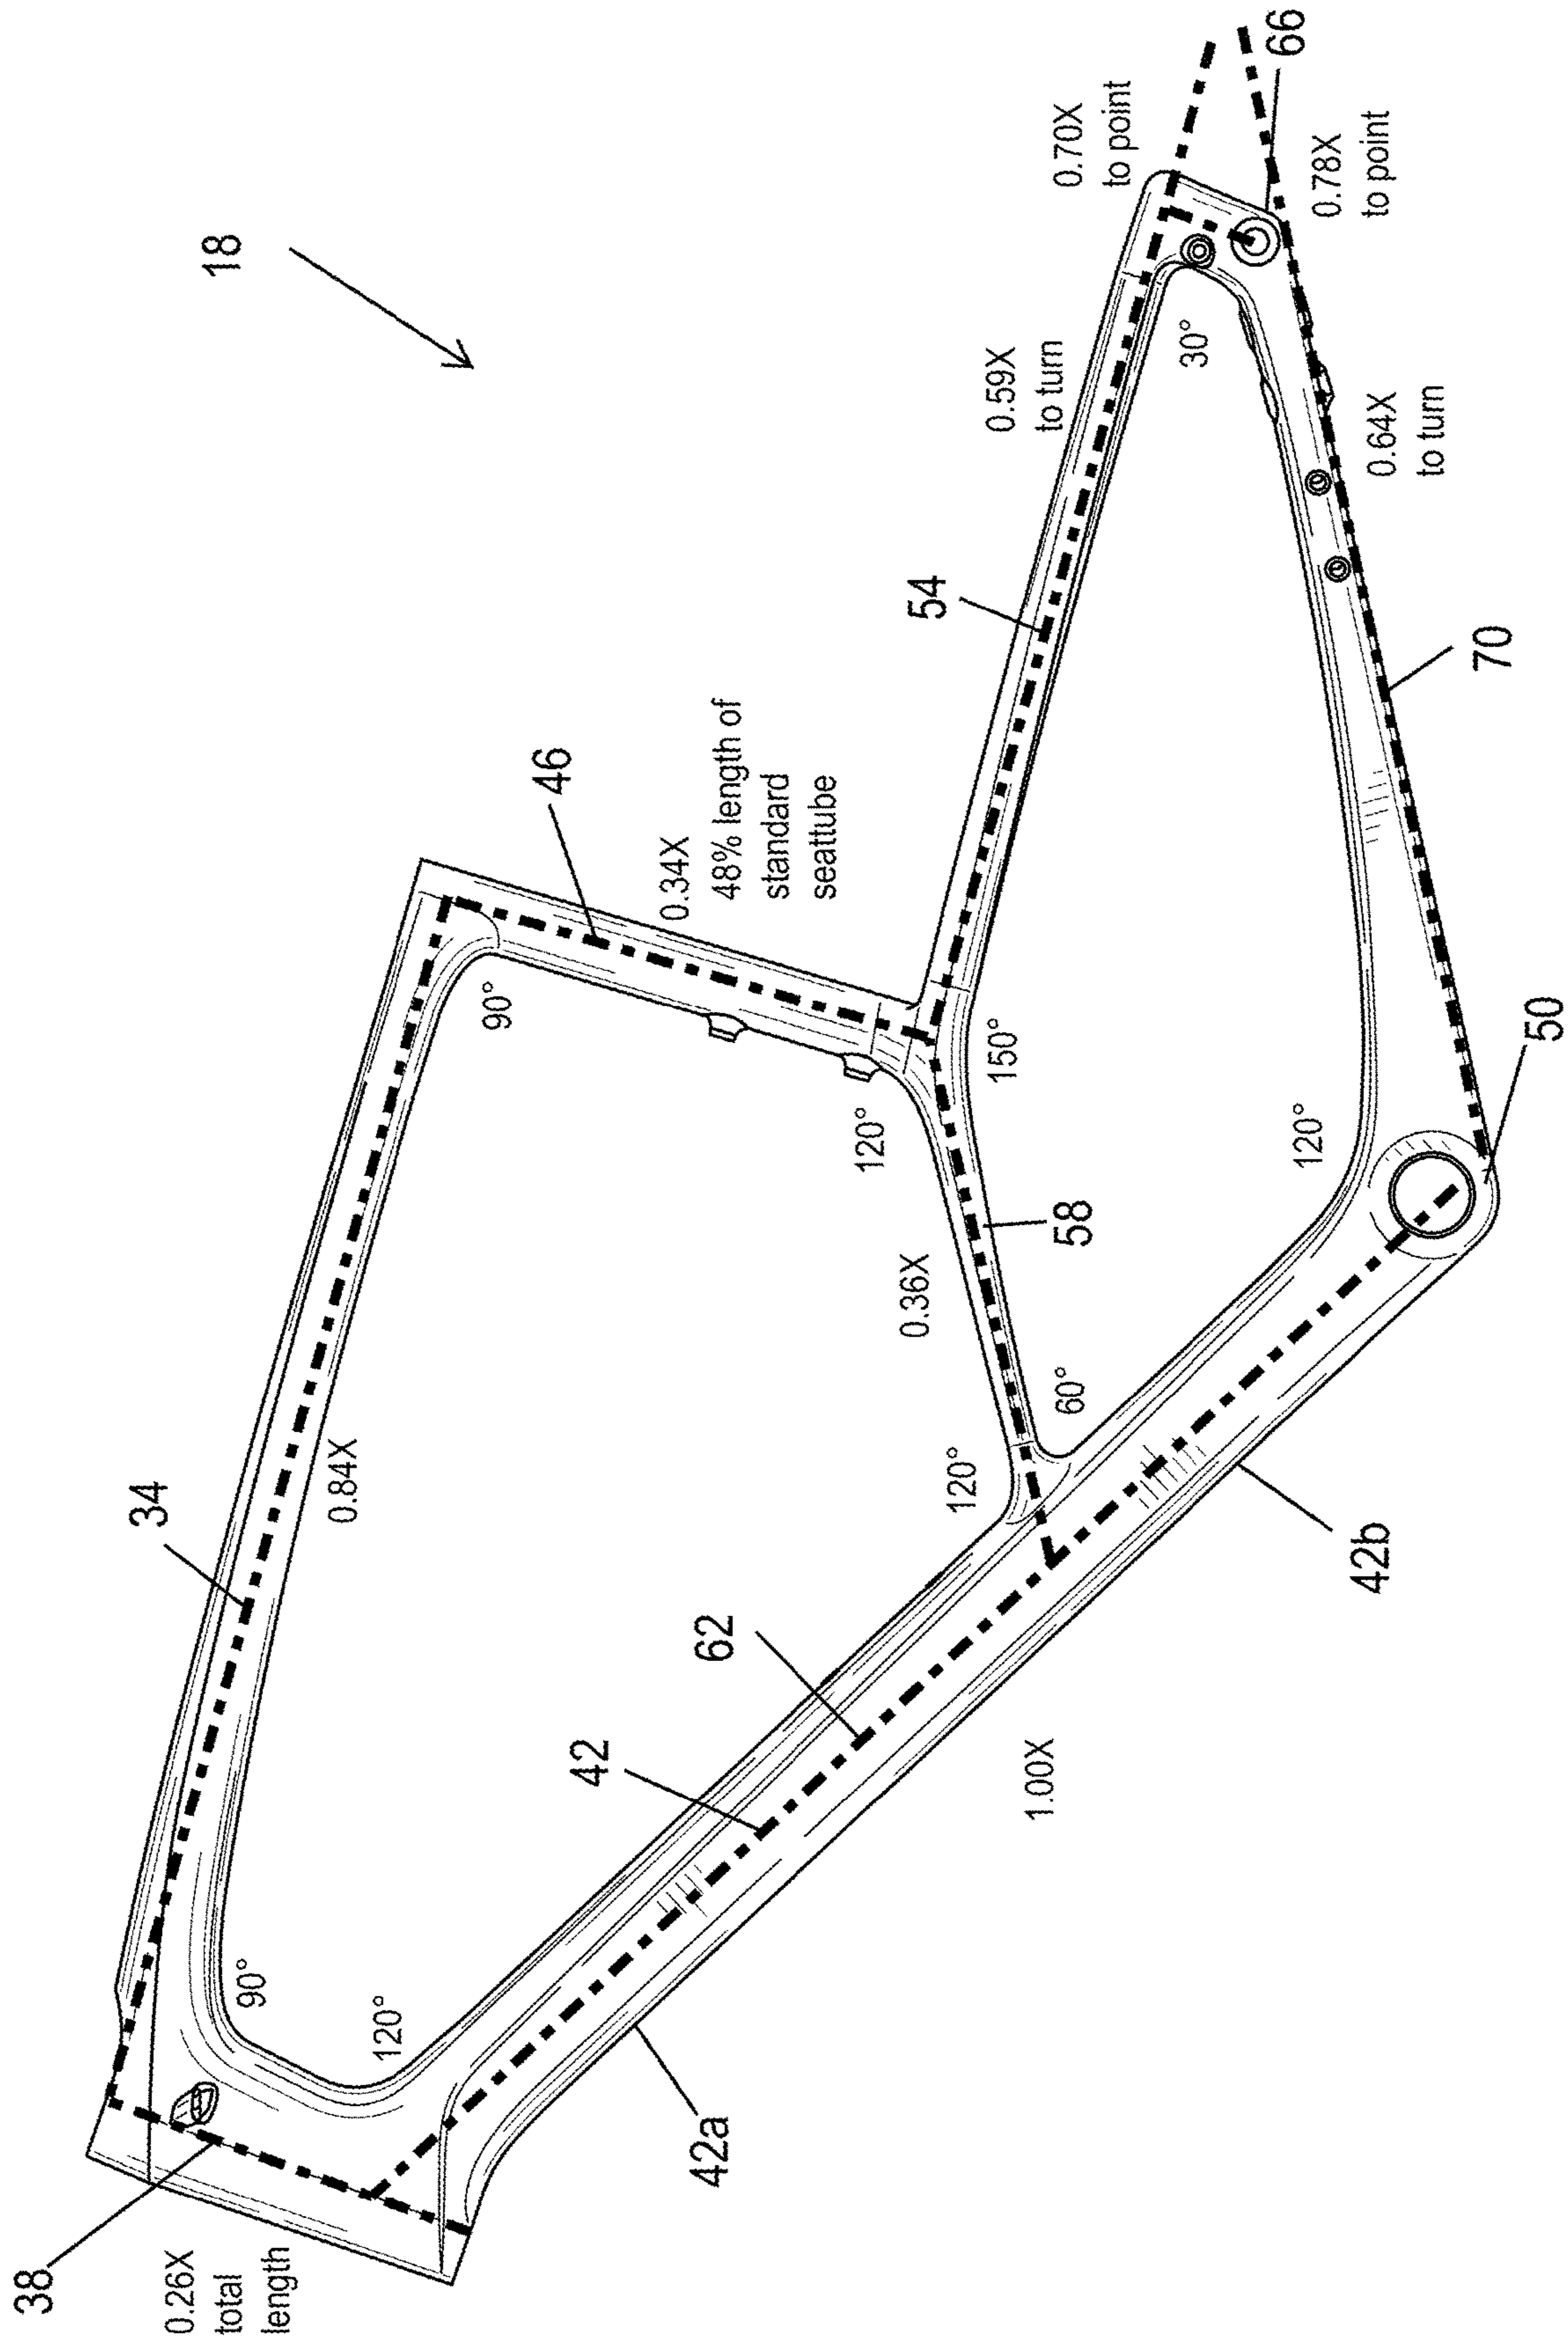 18
66
0.70X
to point
0.78X
to point
0.59X
to turn
30°
0.64X
to turn
54
70
46
0.34X
48% length of
standard
seattube
90°
150°
120°
120°
50
58
0.36X
60°
120°
34
0.84X
62
42
42b
1.00X
90°
120°
42a
38
0.26X
total
length